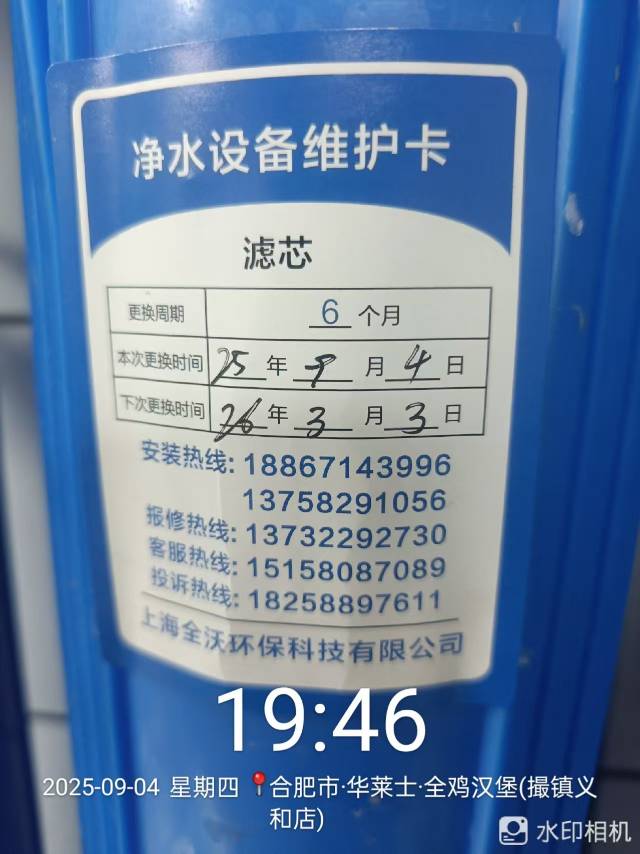 净水设备维护卡
滤芯
更换周期 6 个月
本次更换时间 25 年 9 月 4 日
下次更换时间 26 年 3 月 3 日
安装热线: 18867143996
13758291056
报修热线: 13732292730
客服热线: 15158087089
投诉热线: 18258897611
上海全沃环保科技有限公司
19:46
2025-09-04 星期四 📍合肥市·华莱士·全鸡汉堡(撮镇义
和店)
水印相机